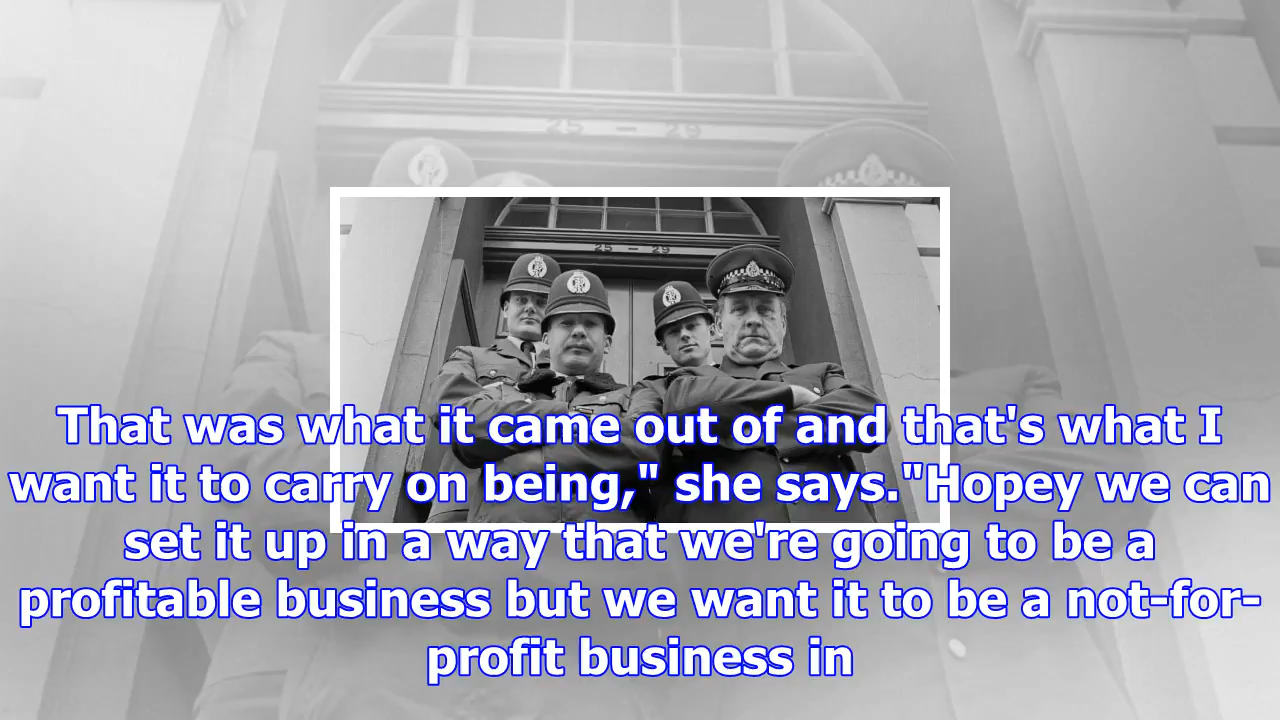 25 - 29
25 - 29
That was what it came out of and that's what I
want it to carry on being," she says."Hopey we can
set it up in a way that we're going to be a
profitable business but we want it to be a not-for-
profit business in